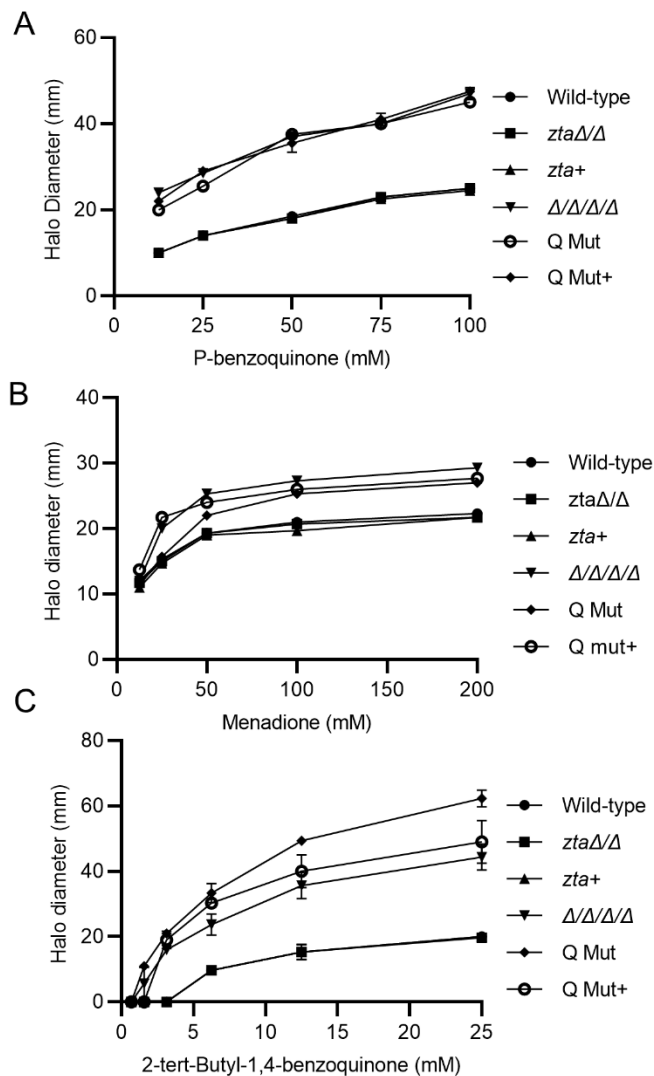 A
Halo Diameter (mm)
60
40
20
0
0 25 50 75 100
P-benzoquinone (mM)
Wild-type
ztaΔ/Δ
zta+
Δ/Δ/Δ/Δ
Q Mut
Q Mut+
B
Halo diameter (mm)
40
30
20
10
0
0 50 100 150 200
Menadione (mM)
Wild-type
ztaΔ/Δ
zta+
Δ/Δ/Δ/Δ
Q Mut
Q mut+
C
Halo diameter (mm)
80
60
40
20
0
0 5 10 15 20 25
2-tert-Butyl-1,4-benzoquinone (mM)
Wild-type
ztaΔ/Δ
zta+
Δ/Δ/Δ/Δ
Q Mut
Q Mut+